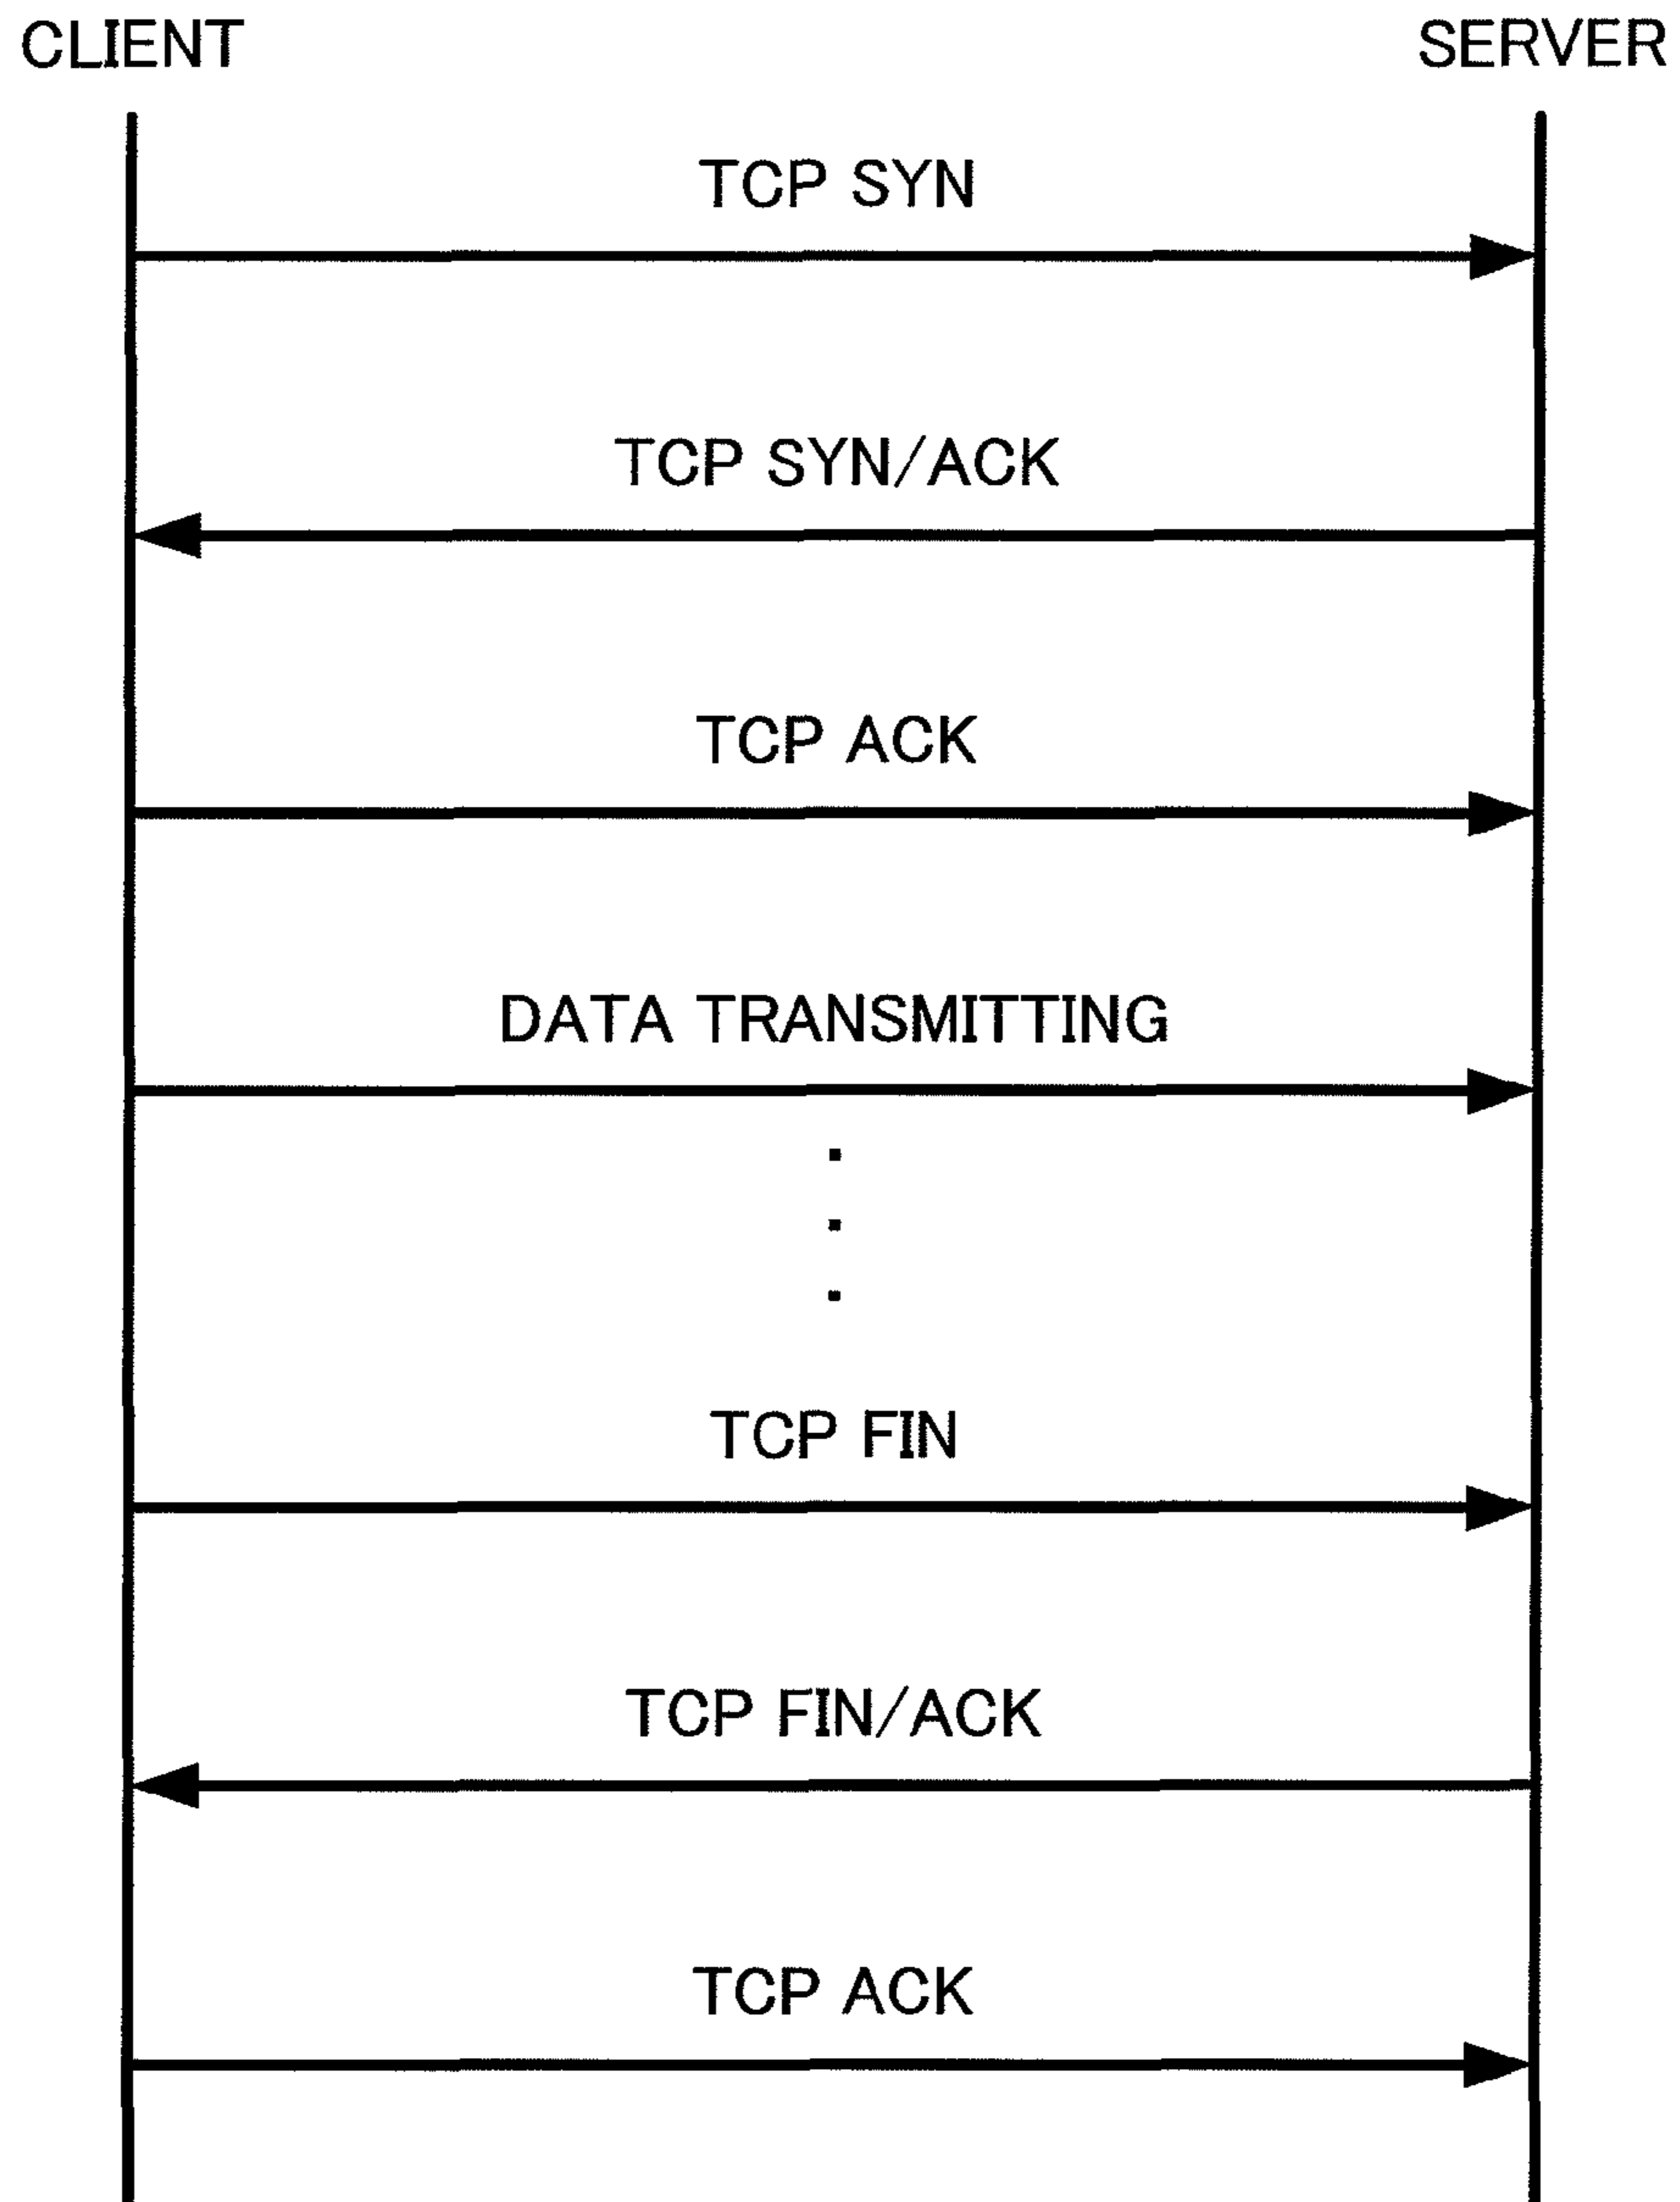 CLIENT SERVER
TCP SYN
TCP SYN/ACK
TCP ACK
DATA TRANSMITTING
TCP FIN
TCP FIN/ACK
TCP ACK